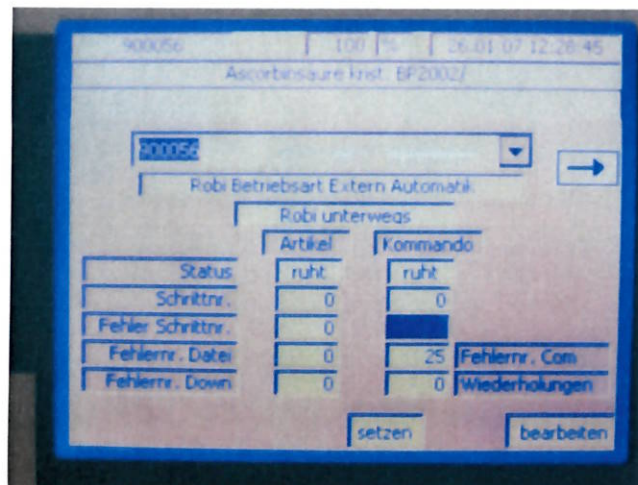 900056 100 % 26.01.07 12:28:45
Ascorbinsäure krist. BP2002/
900056
Robi Betriebsart Extern Automatik
Robi unterwegs
Artikel Kommando
Status ruht ruht
Schrittnr. 0 0
Fehler Schrittnr. 0
Fehlernr. Datei 0 25 Fehlernr. Com
Fehlernr. Down 0 0 Wiederholungen
setzen bearbeiten